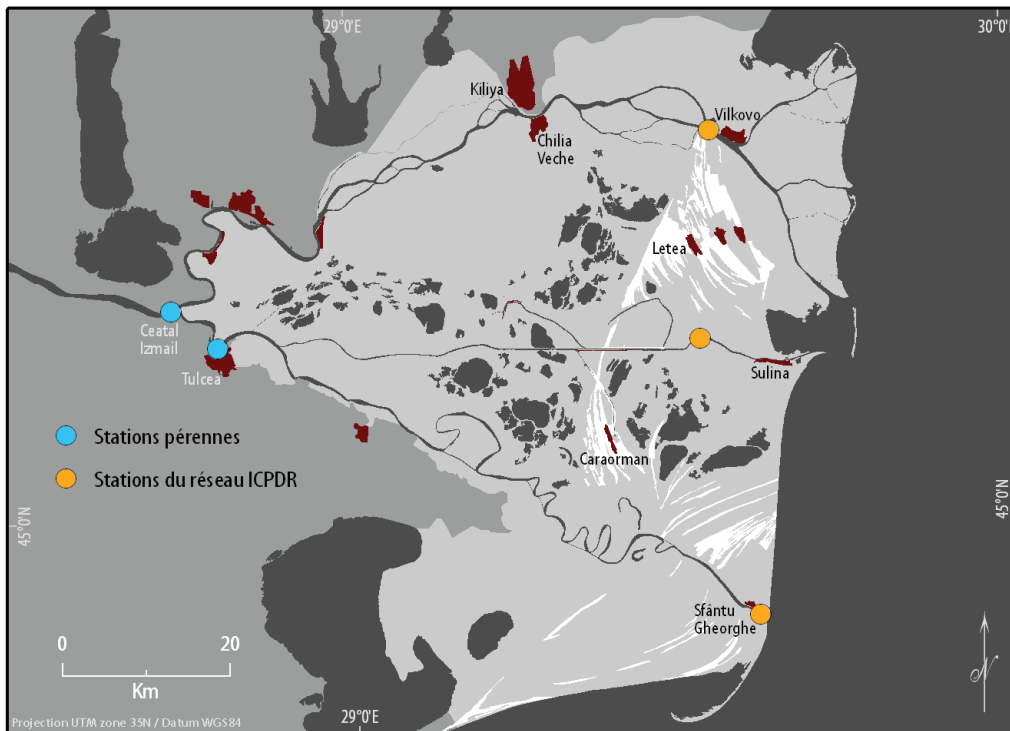 29°0'E
30°0'E
Kiliya
Vilkovo
Chilia
Veche
Letea
Ceatal
Izmail
Tulcea
Sulina
Stations pérennes
Caraorman
Stations du réseau ICPDR
45°0'N
45°0'N
Sfântu
Gheorghe
0
20
Km
N
29°0'E
Projection UTM zone 35N / Datum WGS84